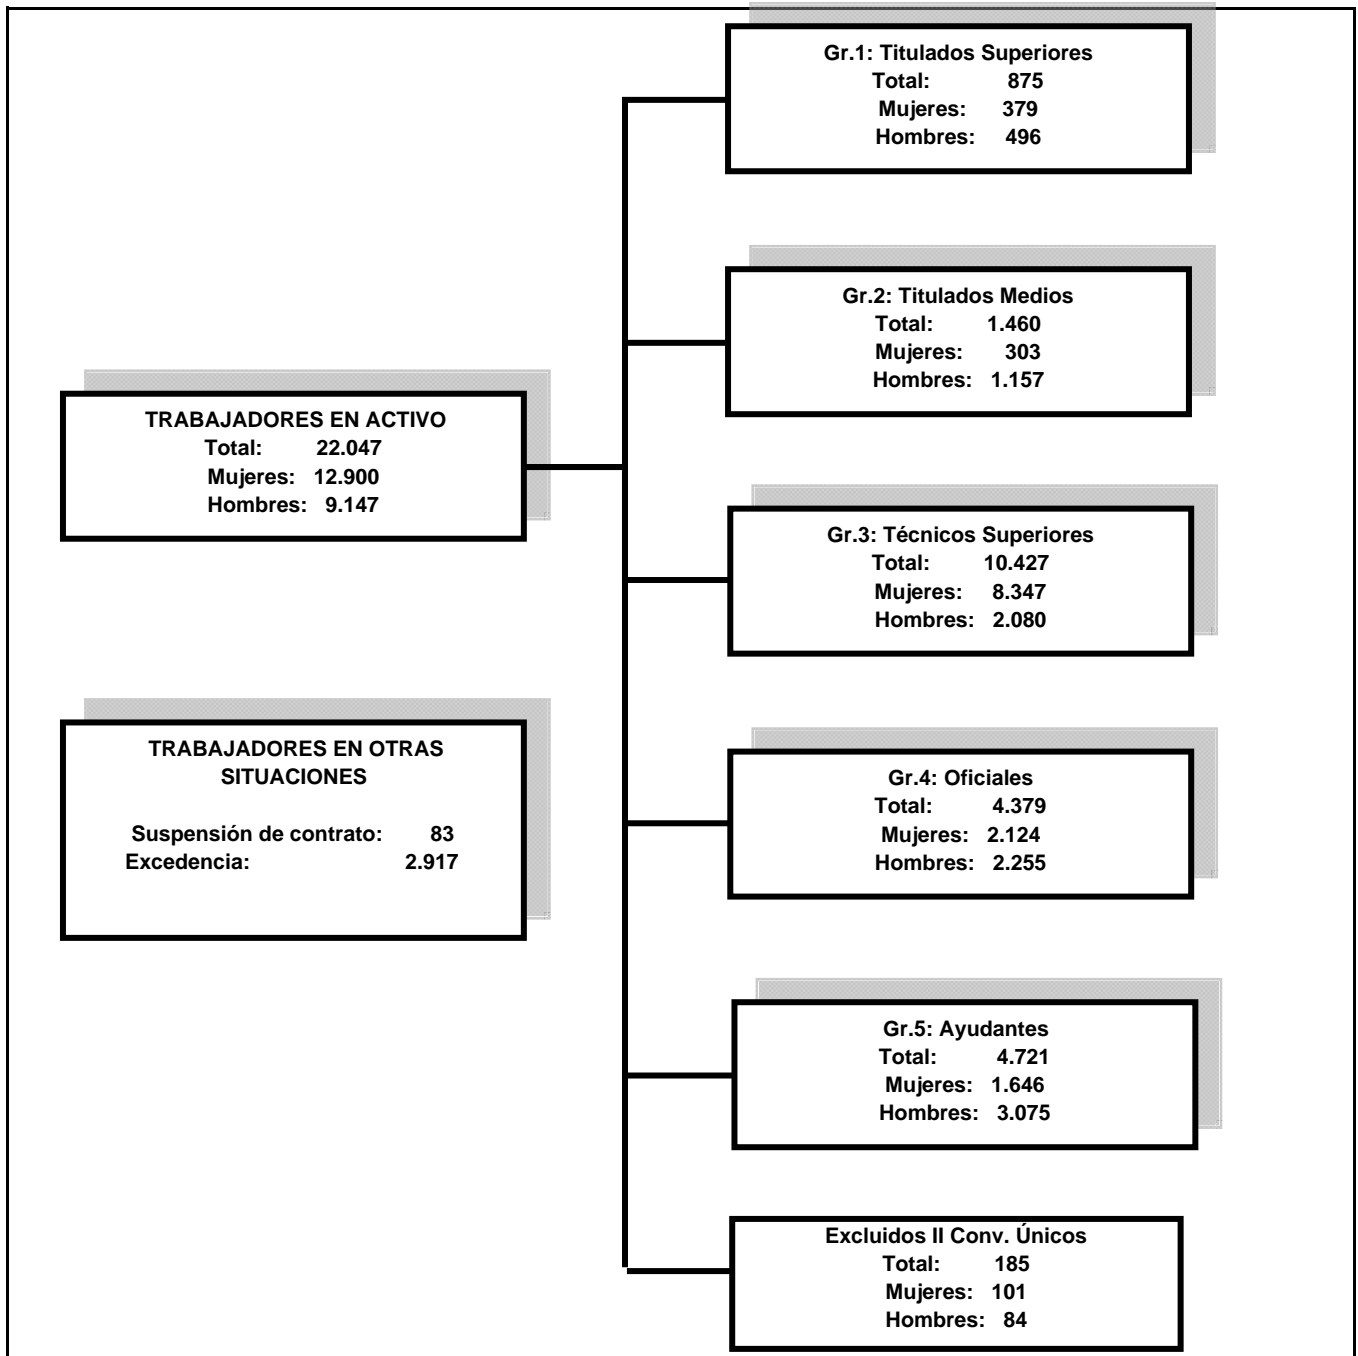 TRABAJADORES EN ACTIVO
Total: 22.047
Mujeres: 12.900
Hombres: 9.147
TRABAJADORES EN OTRAS
SITUACIONES
Suspensión de contrato: 83
Excedencia: 2.917
Gr.1: Titulados Superiores
Total: 875
Mujeres: 379
Hombres: 496
Gr.2: Titulados Medios
Total: 1.460
Mujeres: 303
Hombres: 1.157
Gr.3: Técnicos Superiores
Total: 10.427
Mujeres: 8.347
Hombres: 2.080
Gr.4: Oficiales
Total: 4.379
Mujeres: 2.124
Hombres: 2.255
Gr.5: Ayudantes
Total: 4.721
Mujeres: 1.646
Hombres: 3.075
Excluidos II Conv. Únicos
Total: 185
Mujeres: 101
Hombres: 84